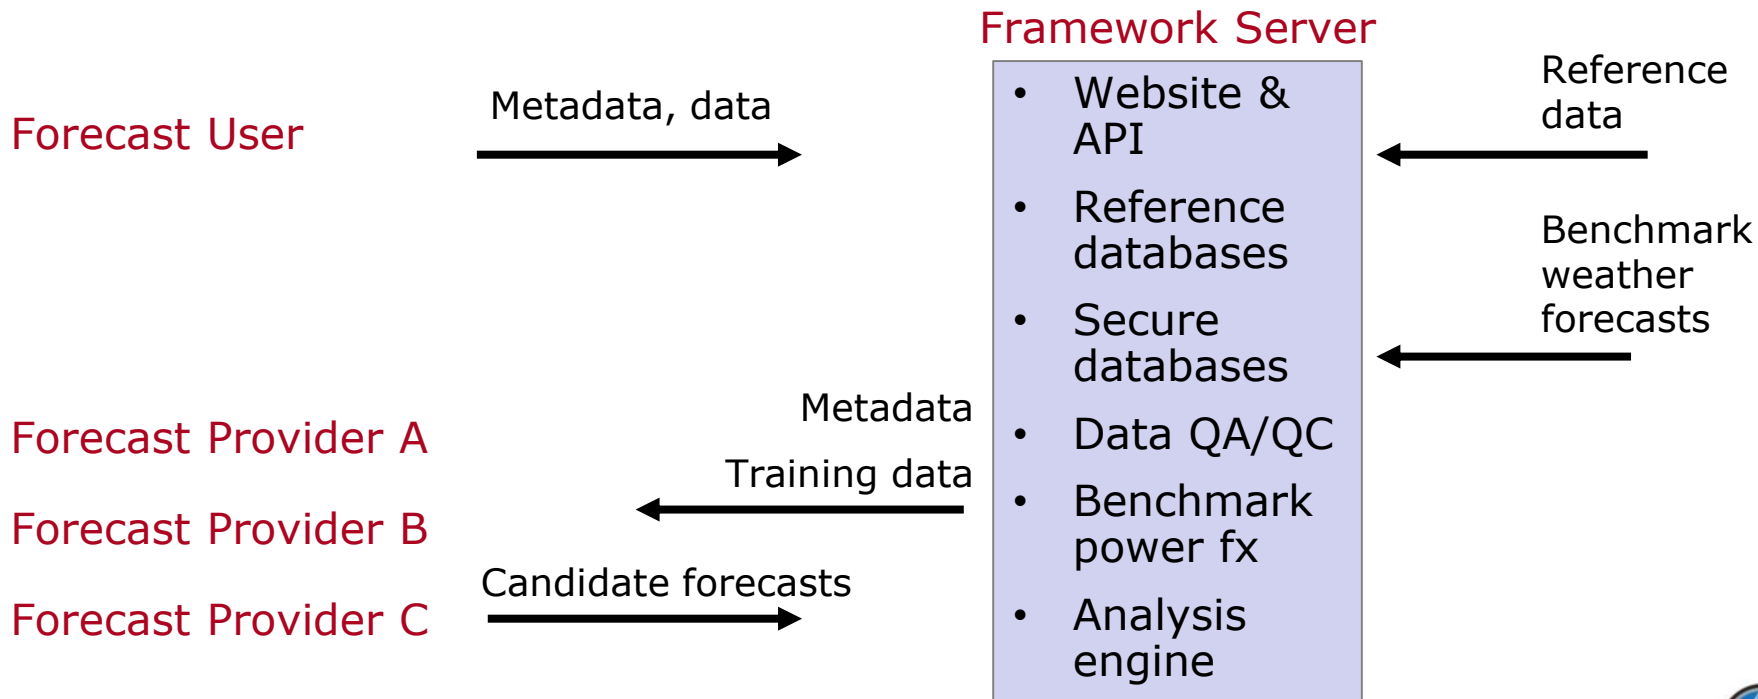 Framework Server
Forecast User
Metadata, data
• Website &
API
• Reference
databases
• Secure
databases
• Data QA/QC
• Benchmark
power fx
• Analysis
engine
Reference
data
Benchmark
weather
forecasts
Metadata
Training data
Forecast Provider A
Forecast Provider B
Candidate forecasts
Forecast Provider C